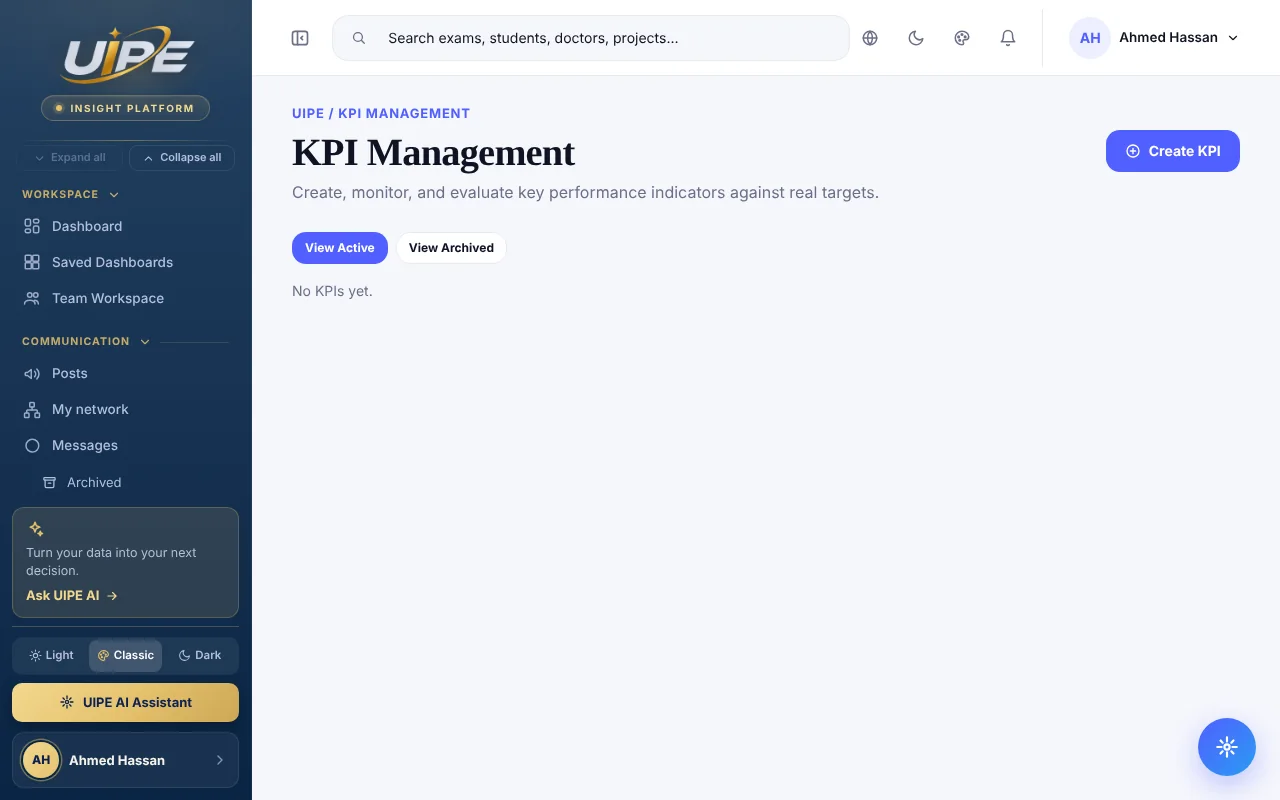 UIPE
INSIGHT PLATFORM
Expand all
Collapse all
WORKSPACE
Dashboard
Saved Dashboards
Team Workspace
COMMUNICATION
Posts
My network
Messages
Archived
Turn your data into your next
decision.
Ask UIPE AI →
Light
Classic
Dark
UIPE AI Assistant
AH
Ahmed Hassan
Search exams, students, doctors, projects...
AH
Ahmed Hassan
UIPE / KPI MANAGEMENT
KPI Management
Create KPI
Create, monitor, and evaluate key performance indicators against real targets.
View Active
View Archived
No KPIs yet.